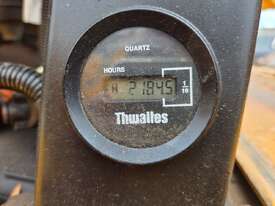 QUARTZ
HOURS
2184.5
1
10
Thwaites